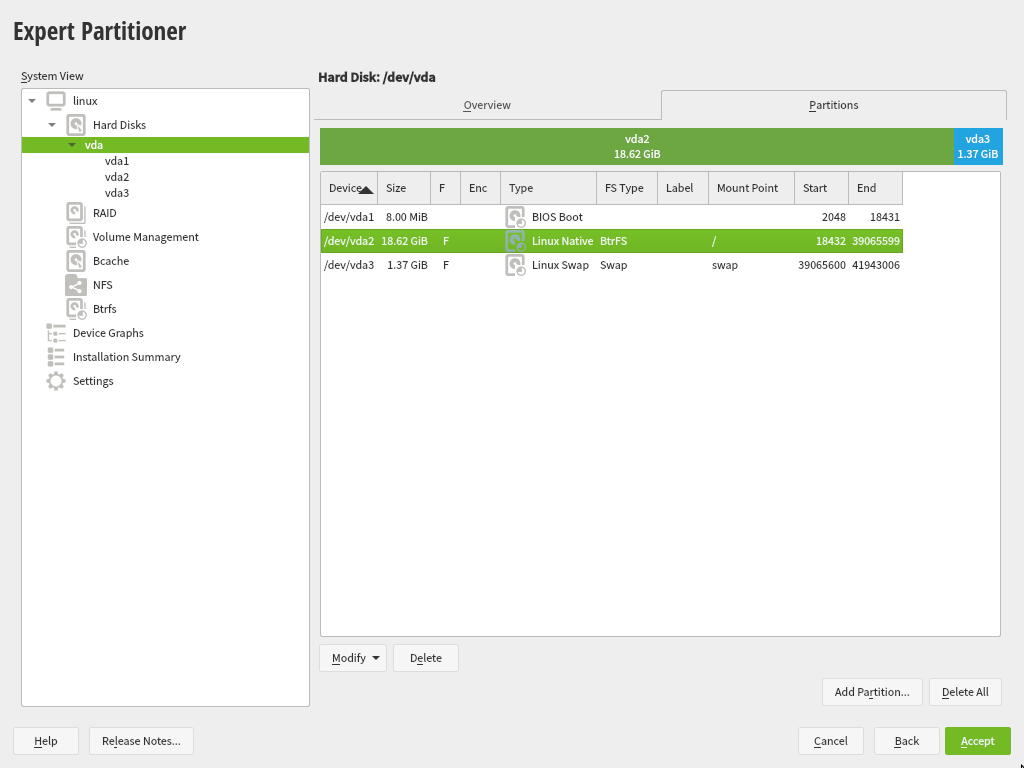 Expert Partitioner
System View
linux
Hard Disks
vda
vda1
vda2
vda3
RAID
Volume Management
Bcache
NFS
Btrfs
Device Graphs
Installation Summary
Settings
Hard Disk: /dev/vda
Overview Partitions
vda2 vda3
18.62 GiB 1.37 GiB
Device Size F Enc Type FS Type Label Mount Point Start End
/dev/vda1 8.00 MiB BIOS Boot 2048 18431
/dev/vda2 18.62 GiB F Linux Native BtrFS / 18432 39065599
/dev/vda3 1.37 GiB F Linux Swap Swap swap 39065600 41943006
Modify Delete
Add Partition... Delete All
Help Release Notes... Cancel Back Accept